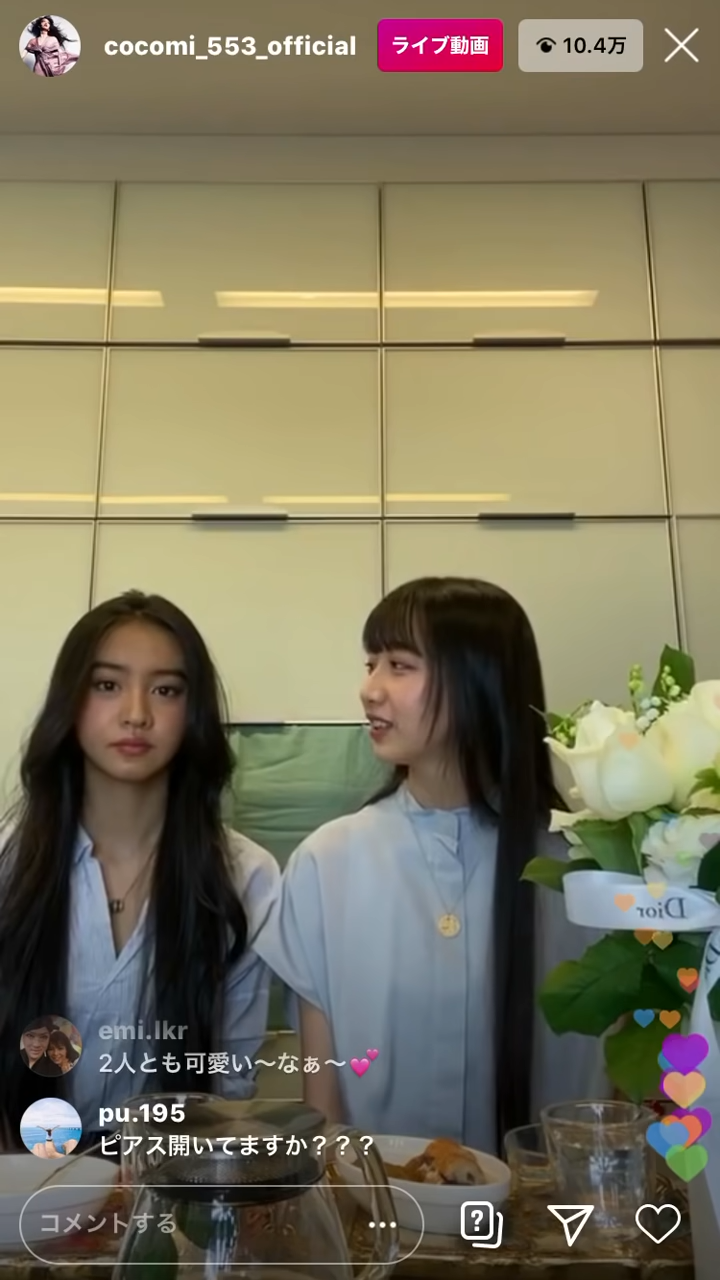 cocomi_553_official
ライブ動画
10.4万
Dior
emi.lkr
2人とも可愛い〜なぁ〜💕
pu.195
ピアス開いてますか？？？
コメントする